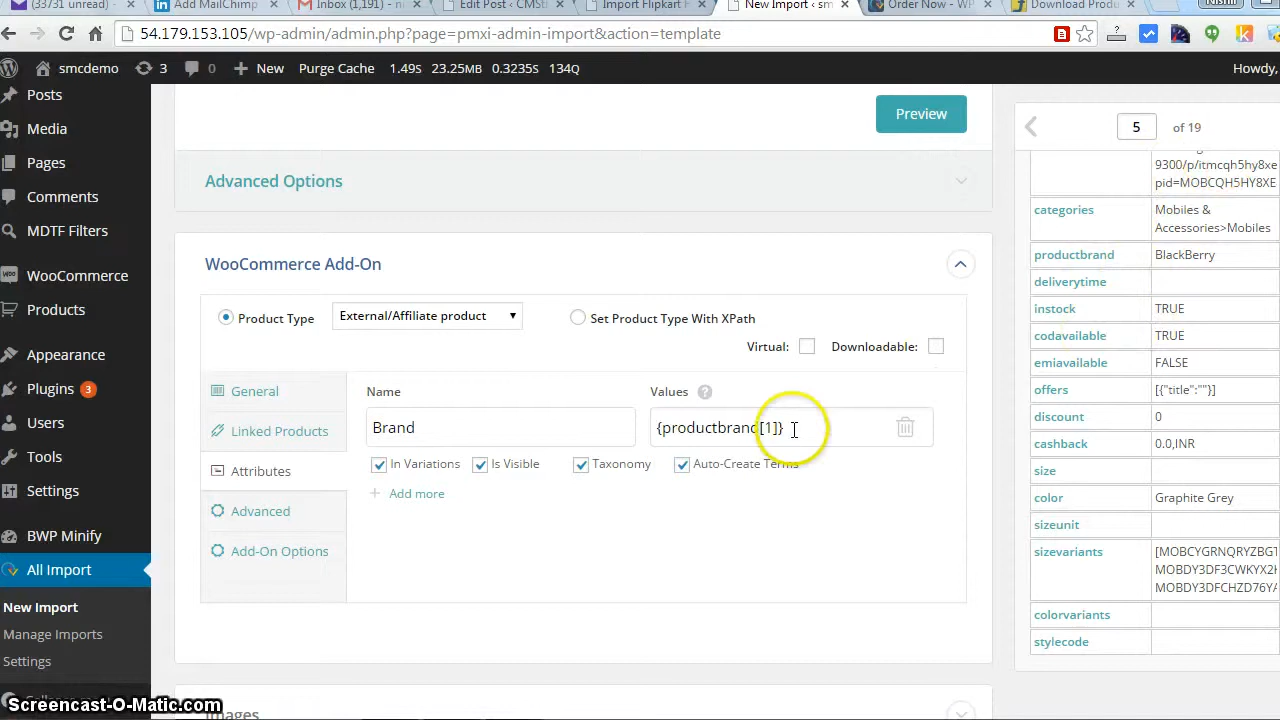 (33731 unread) -
Add MailChimp
Inbox (1,191) - n
Edit Post ‹ CMSt
Import Flipkart P
New Import ‹ sm
Order Now - WP
Download Produ
54.179.153.105/wp-admin/admin.php?page=pmxi-admin-import&action=template
smcdemo 3 0 New Purge Cache 1.49s 23.25MB 0.3235s 134Q Howdy,
Posts
Media
Pages
Comments
MDTF Filters
WooCommerce
Products
Appearance
Plugins 3
Users
Tools
Settings
BWP Minify
All Import
New Import
Manage Imports
Settings
Preview
Advanced Options
WooCommerce Add-On
Product Type External/Affiliate product Set Product Type With XPath
Virtual: Downloadable:
General
Linked Products
Attributes
Advanced
Add-On Options
Name Values ?
Brand {productbrand[1]}
In Variations Is Visible Taxonomy Auto-Create Terms
+ Add more
Images
5 of 19
9300/p/itmcqh5hy8xe
pid=MOBCQH5HY8XE
categories Mobiles &
Accessories>Mobiles
productbrand BlackBerry
deliverytime
instock TRUE
codavailable TRUE
emiavailable FALSE
offers [{"title":""}]
discount 0
cashback 0.0,INR
size
color Graphite Grey
sizeunit
sizevariants [MOBCYGRNQRYZBGT
MOBDY3DF3CWKYX2H
MOBDY3DFCHZD76YA
colorvariants
stylecode
Screencast-O-Matic.com